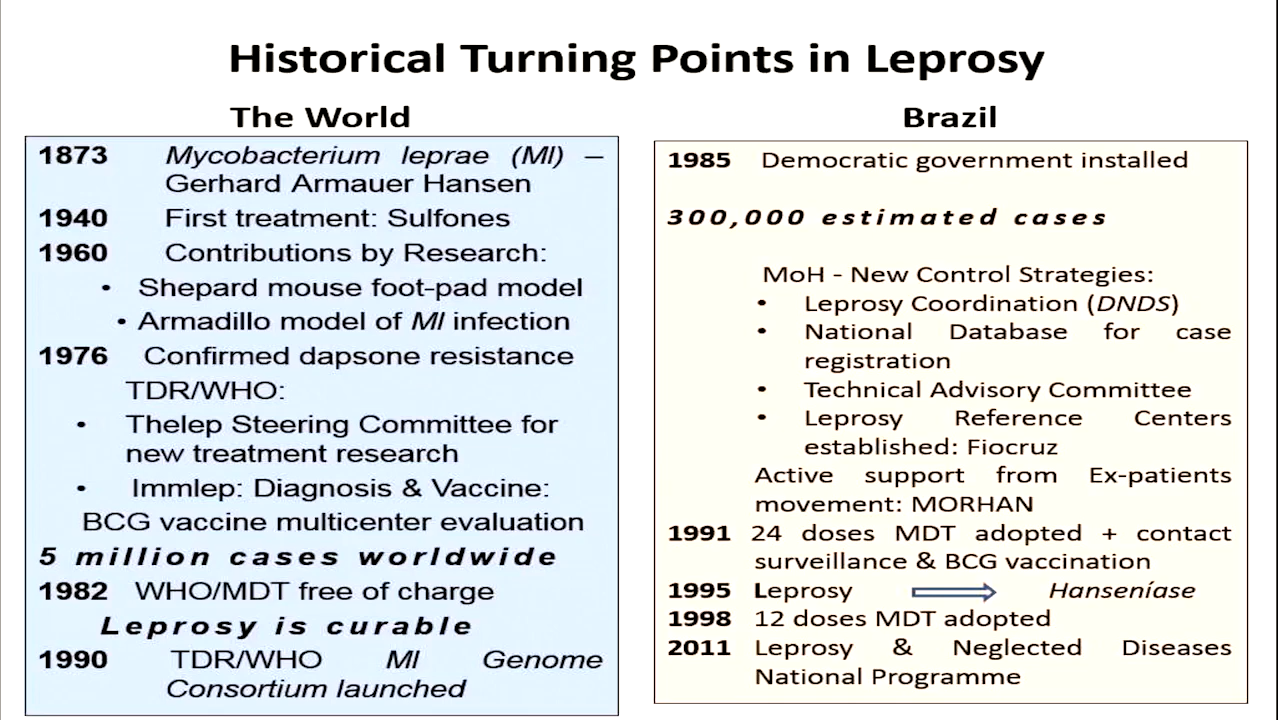 Historical Turning Points in Leprosy
The World
1873 Mycobacterium leprae (Ml) –
Gerhard Armauer Hansen
1940 First treatment: Sulfones
1960 Contributions by Research:
• Shepard mouse foot-pad model
• Armadillo model of Ml infection
1976 Confirmed dapsone resistance
TDR/WHO:
• Thelep Steering Committee for
new treatment research
• Immlep: Diagnosis & Vaccine:
BCG vaccine multicenter evaluation
5 million cases worldwide
1982 WHO/MDT free of charge
Leprosy is curable
1990 TDR/WHO Ml Genome
Consortium launched
Brazil
1985 Democratic government installed
300,000 estimated cases
MoH - New Control Strategies:
• Leprosy Coordination (DNDS)
• National Database for case
registration
• Technical Advisory Committee
• Leprosy Reference Centers
established: Fiocruz
Active support from Ex-patients
movement: MORHAN
1991 24 doses MDT adopted + contact
surveillance & BCG vaccination
1995 Leprosy Hanseníase
1998 12 doses MDT adopted
2011 Leprosy & Neglected Diseases
National Programme